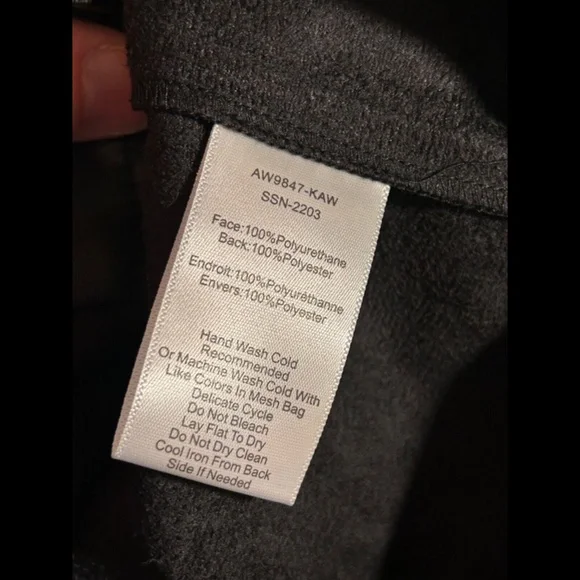 AW9847-KAW
SSN-2203
Face:100%Polyurethane
Back:100%Polyester
Endroit:100%Polyuréthanne
Envers:100%Polyester
Hand Wash Cold
Recommended
Or Machine Wash Cold With
Like Colors In Mesh Bag
Delicate Cycle
Do Not Bleach
Lay Flat To Dry
Do Not Dry Clean
Cool Iron From Back
Side If Needed